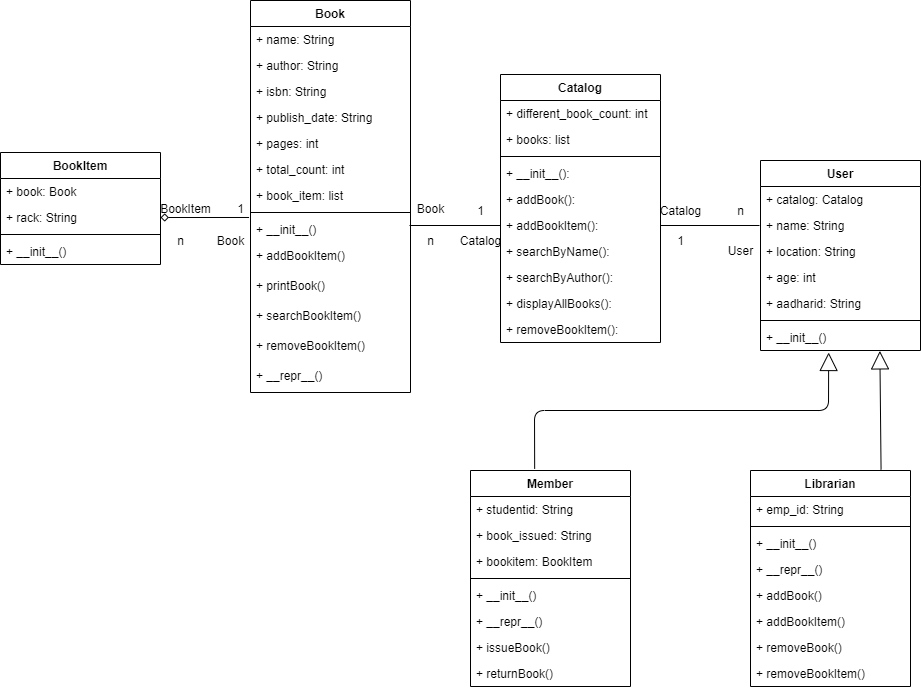 BookItem
+ book: Book
+ rack: String
+ __init__()
BookItem
1
n
Book
Book
+ name: String
+ author: String
+ isbn: String
+ publish_date: String
+ pages: int
+ total_count: int
+ book_item: list
+ __init__()
+ addBookItem()
+ printBook()
+ searchBookItem()
+ removeBookItem()
+ __repr__()
Book
1
n
Catalog
Catalog
+ different_book_count: int
+ books: list
+ __init__():
+ addBook():
+ addBookItem():
+ searchByName():
+ searchByAuthor():
+ displayAllBooks():
+ removeBookItem():
Catalog
n
1
User
User
+ catalog: Catalog
+ name: String
+ location: String
+ age: int
+ aadharid: String
+ __init__()
Member
+ studentid: String
+ book_issued: String
+ bookitem: BookItem
+ __init__()
+ __repr__()
+ issueBook()
+ returnBook()
Librarian
+ emp_id: String
+ __init__()
+ __repr__()
+ addBook()
+ addBookItem()
+ removeBook()
+ removeBookItem()